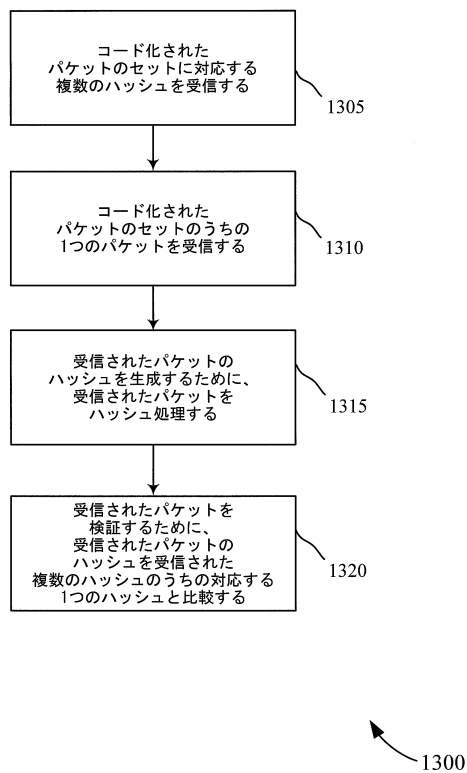 コード化された
パケットのセットに対応する
複数のハッシュを受信する
1305
コード化された
パケットのセットのうちの
1つのパケットを受信する
1310
受信されたパケットの
ハッシュを生成するために、
受信されたパケットを
ハッシュ処理する
1315
受信されたパケットを
検証するために、
受信されたパケットの
ハッシュを受信された
複数のハッシュのうちの対応する
1つのハッシュと比較する
1320
1300